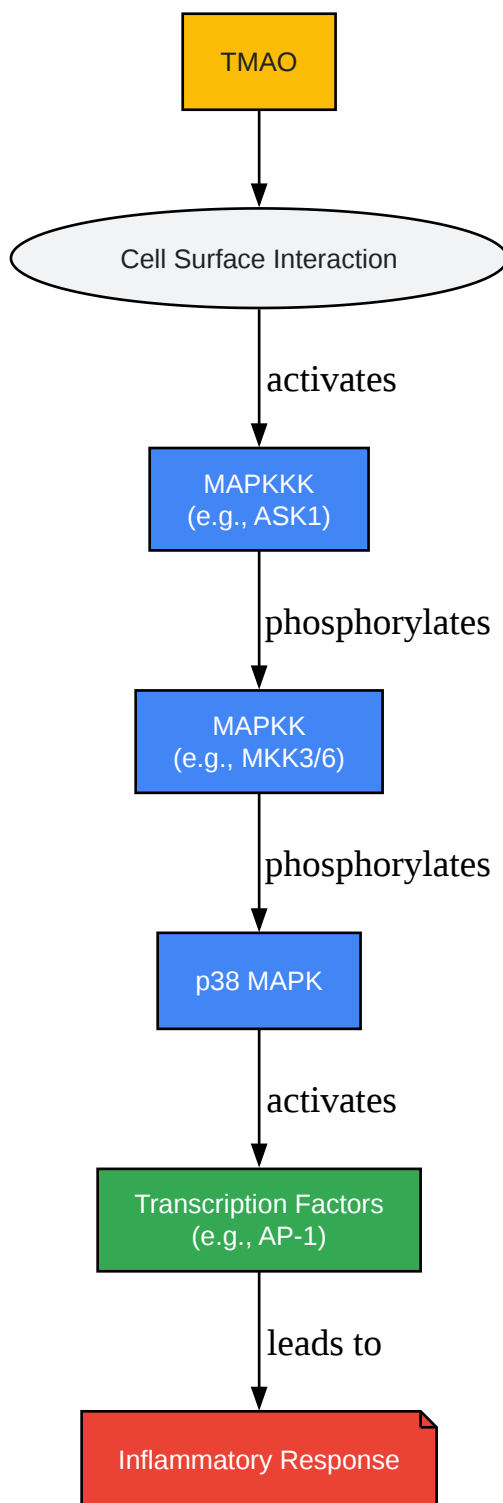 TMAO
Cell Surface Interaction
activates
MAPKKK
(e.g., ASK1)
phosphorylates
MAPKK
(e.g., MKK3/6)
phosphorylates
p38 MAPK
activates
Transcription Factors
(e.g., AP-1)
leads to
Inflammatory Response